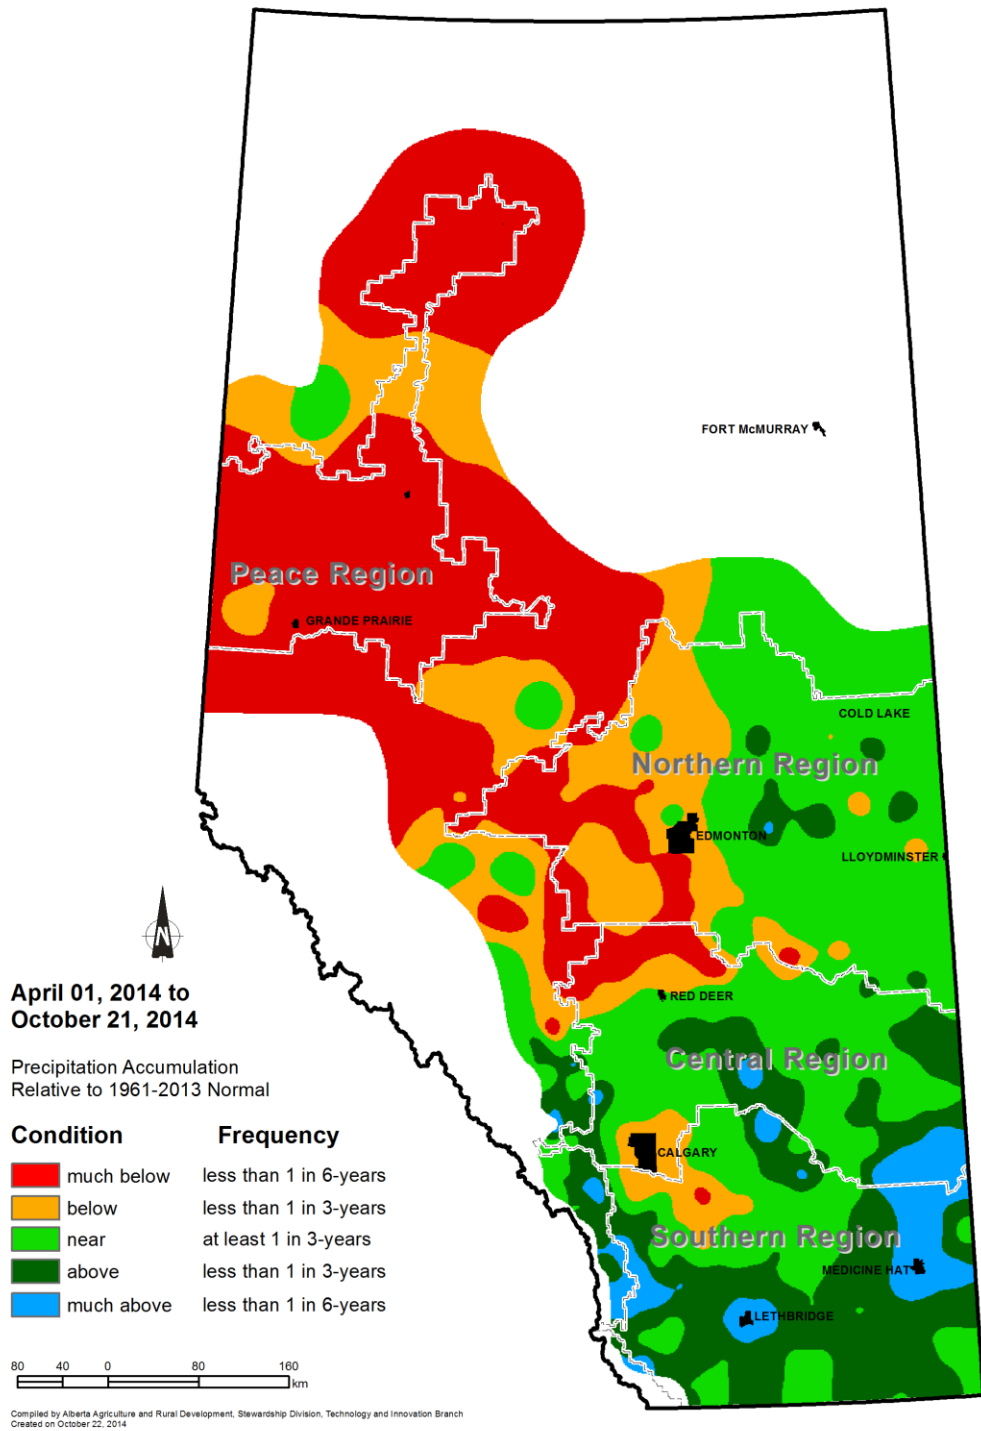 FORT McMURRAY
Peace Region
GRANDE PRAIRIE
COLD LAKE
Northern Region
EDMONTON
LLOYDMINSTER
N
April 01, 2014 to
October 21, 2014
RED DEER
Precipitation Accumulation
Relative to 1961-2013 Normal
Central Region
Condition Frequency
CALGARY
much below less than 1 in 6-years
below less than 1 in 3-years
near at least 1 in 3-years
Southern Region
above less than 1 in 3-years
MEDICINE HAT
much above less than 1 in 6-years
LETHBRIDGE
80 40 0 80 160
km
Compiled by Alberta Agriculture and Rural Development, Stewardship Division, Technology and Innovation Branch
Created on October 22, 2014